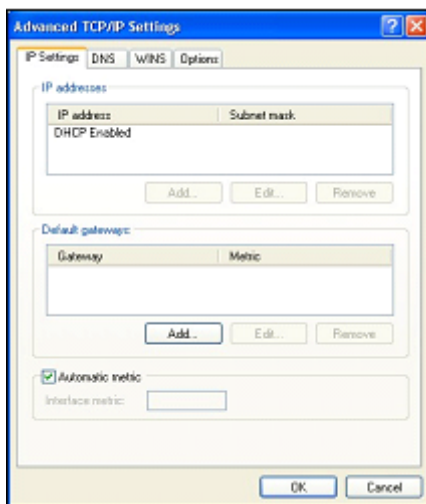 Advanced TCP/IP Settings
IP Settings DNS WINS Options
IP addresses
IP address Subnet mask
DHCP Enabled
Add... Edit... Remove
Default gateways:
Gateway Metric
Add... Edit... Remove
Automatic metric
Interface metric:
OK Cancel